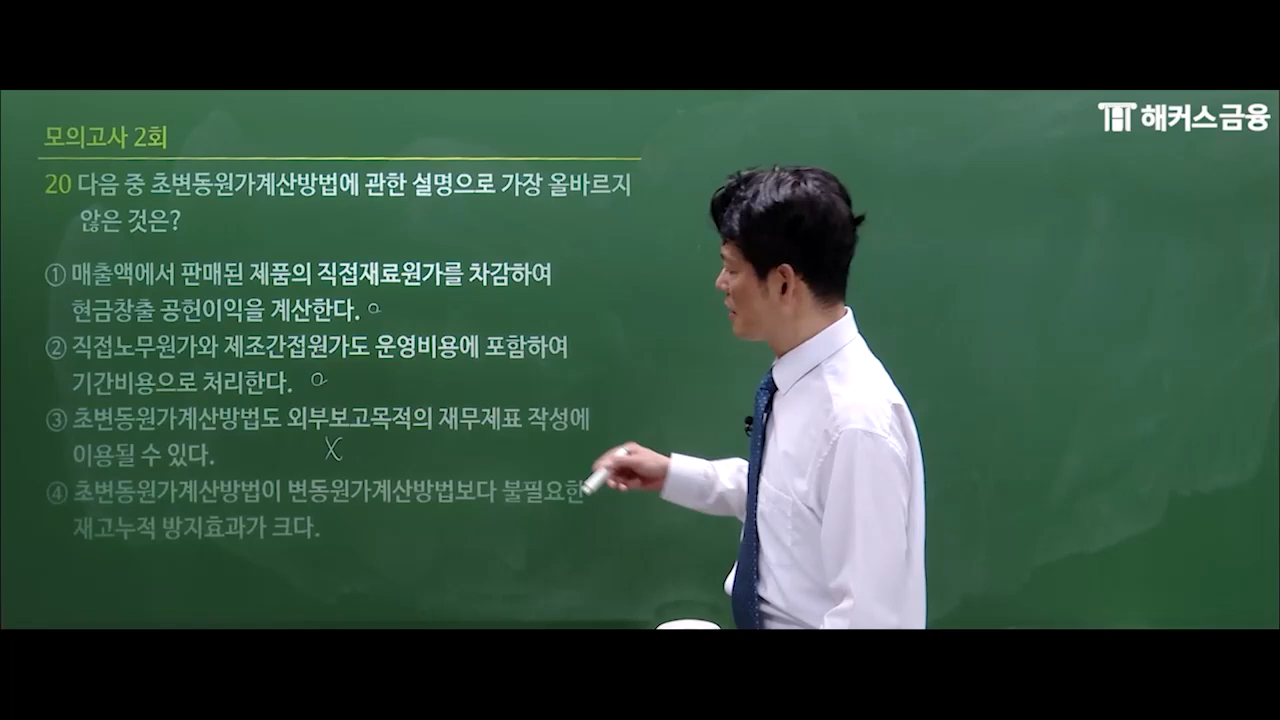 해커스금융
모의고사 2회
20 다음 중 초변동원가계산방법에 관한 설명으로 가장 올바르지
않은 것은?
① 매출액에서 판매된 제품의 직접재료원가를 차감하여
현금창출 공헌이익을 계산한다. o
② 직접노무원가와 제조간접원가도 운영비용에 포함하여
기간비용으로 처리한다. o
③ 초변동원가계산방법도 외부보고목적의 재무제표 작성에
이용될 수 있다. X
④ 초변동원가계산방법이 변동원가계산방법보다 불필요한
재고누적 방지효과가 크다.